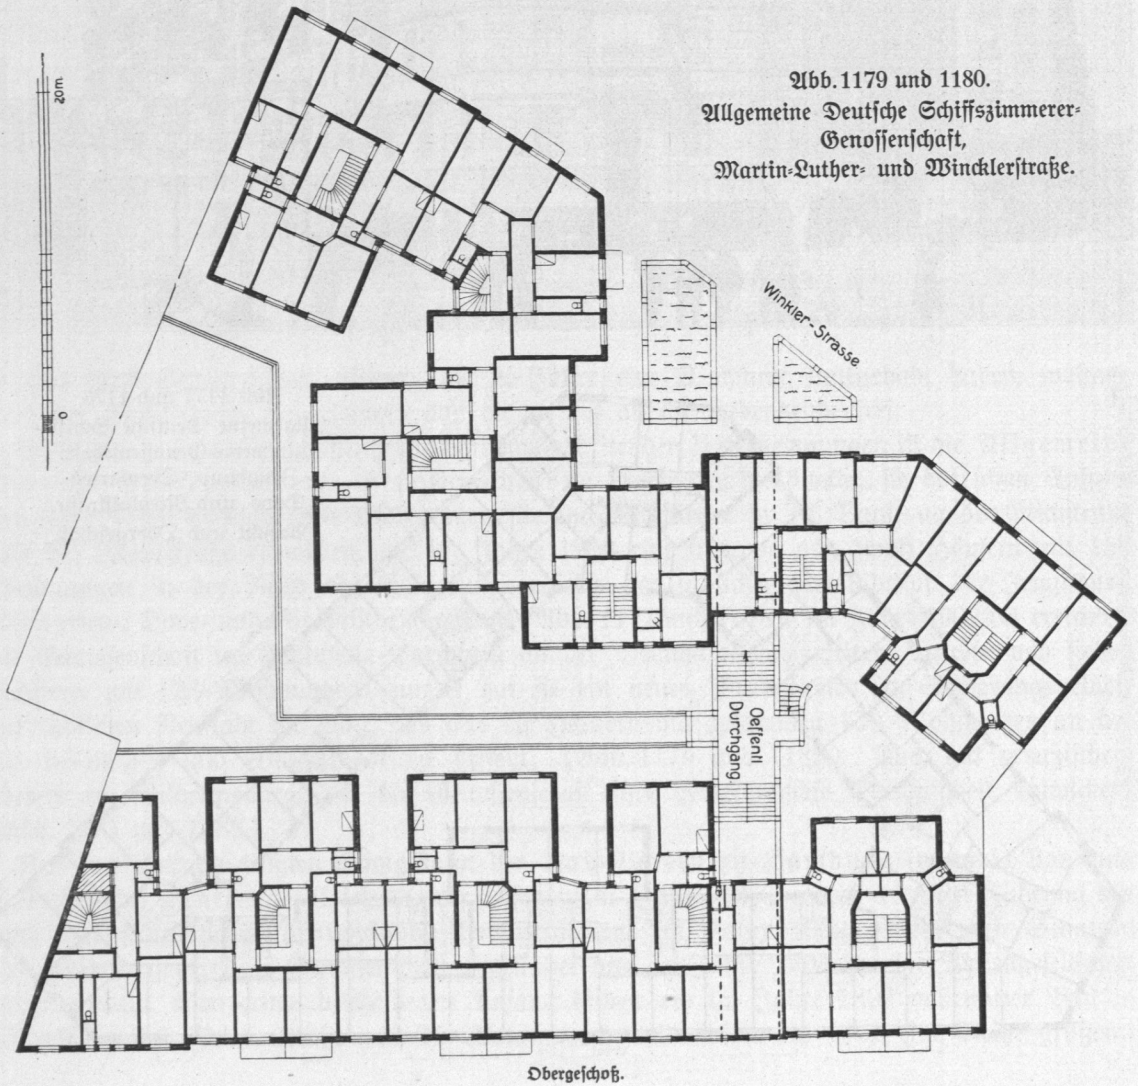 Abb. 1179 und 1180.
Allgemeine Deutsche Schiffszimmerer-
Genossenschaft,
Martin-Luther- und Wincklerstraße.
20m.
0
Winkler-Strasse
Oeffentl
Durchgang
Obergeschoß.